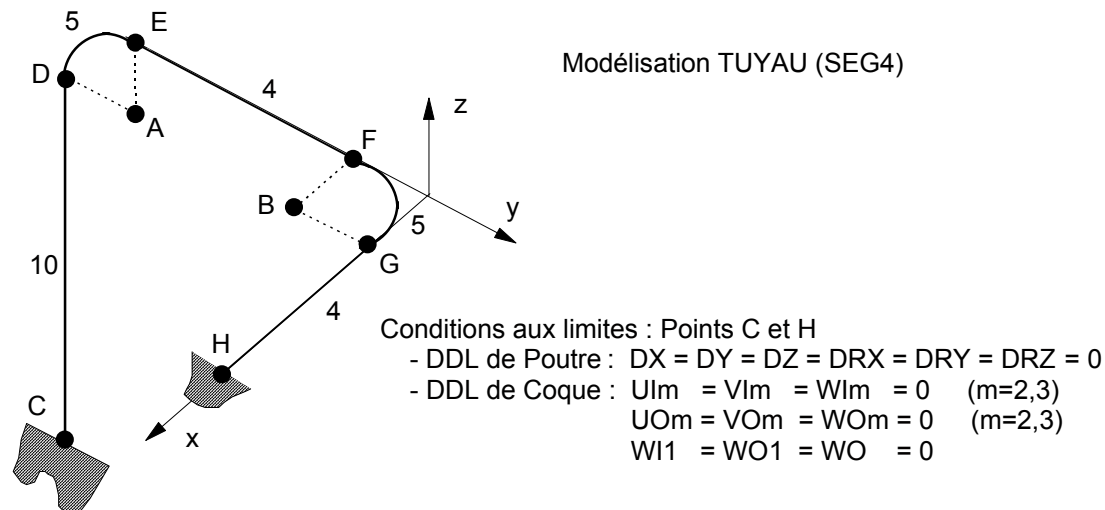 5
E
D
Modélisation TUYAU (SEG4)
4
z
A
F
B
y
5
10
G
4
H
Conditions aux limites : Points C et H
- DDL de Poutre : DX = DY = DZ = DRX = DRY = DRZ = 0
- DDL de Coque : UIm = VIm = WIm = 0 (m=2,3)
UOm = VOm = WOm = 0 (m=2,3)
WI1 = WO1 = WO = 0
C
x